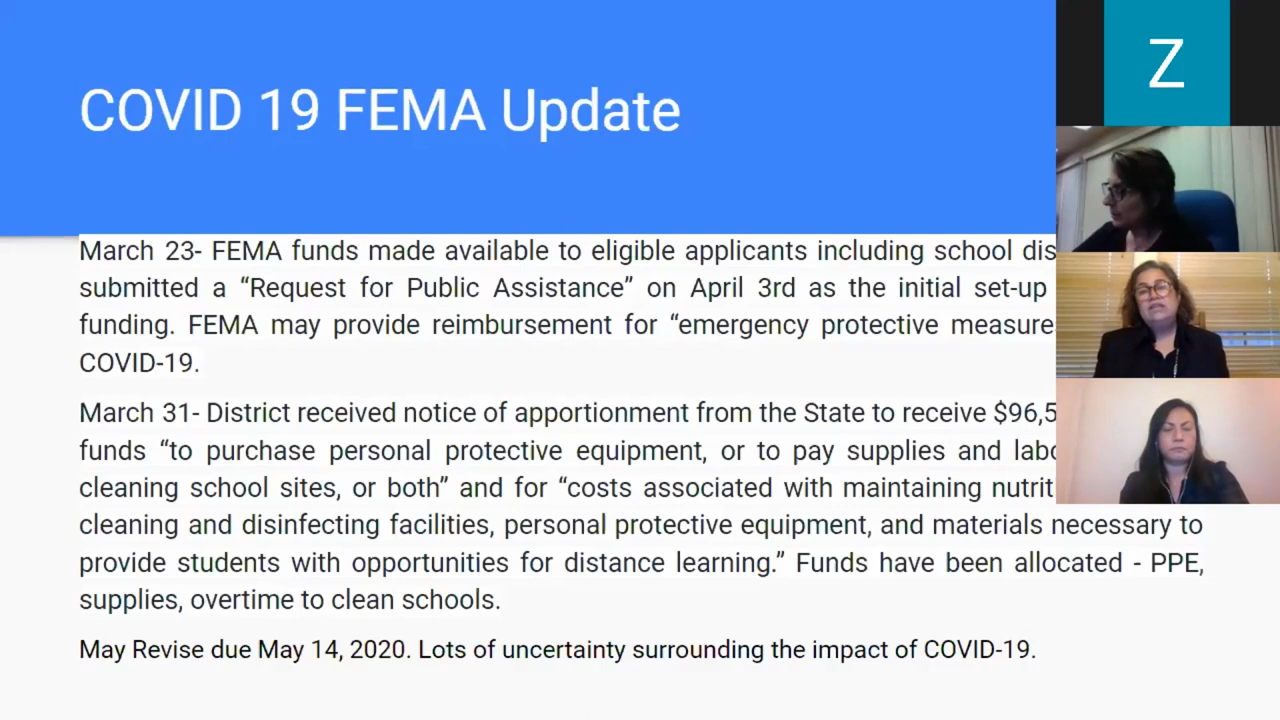 COVID 19 FEMA Update
Z
March 23- FEMA funds made available to eligible applicants including school
submitted a “Request for Public Assistance” on April 3rd as the initial set-up
funding. FEMA may provide reimbursement for “emergency protective
COVID-19.
March 31- District received notice of apportionment from the State to receive
funds “to purchase personal protective equipment, or to pay supplies and
cleaning school sites, or both” and for “costs associated with maintaining
cleaning and disinfecting facilities, personal protective equipment, and materials necessary to
provide students with opportunities for distance learning.” Funds have been allocated - PPE,
supplies, overtime to clean schools.
May Revise due May 14, 2020. Lots of uncertainty surrounding the impact of COVID-19.